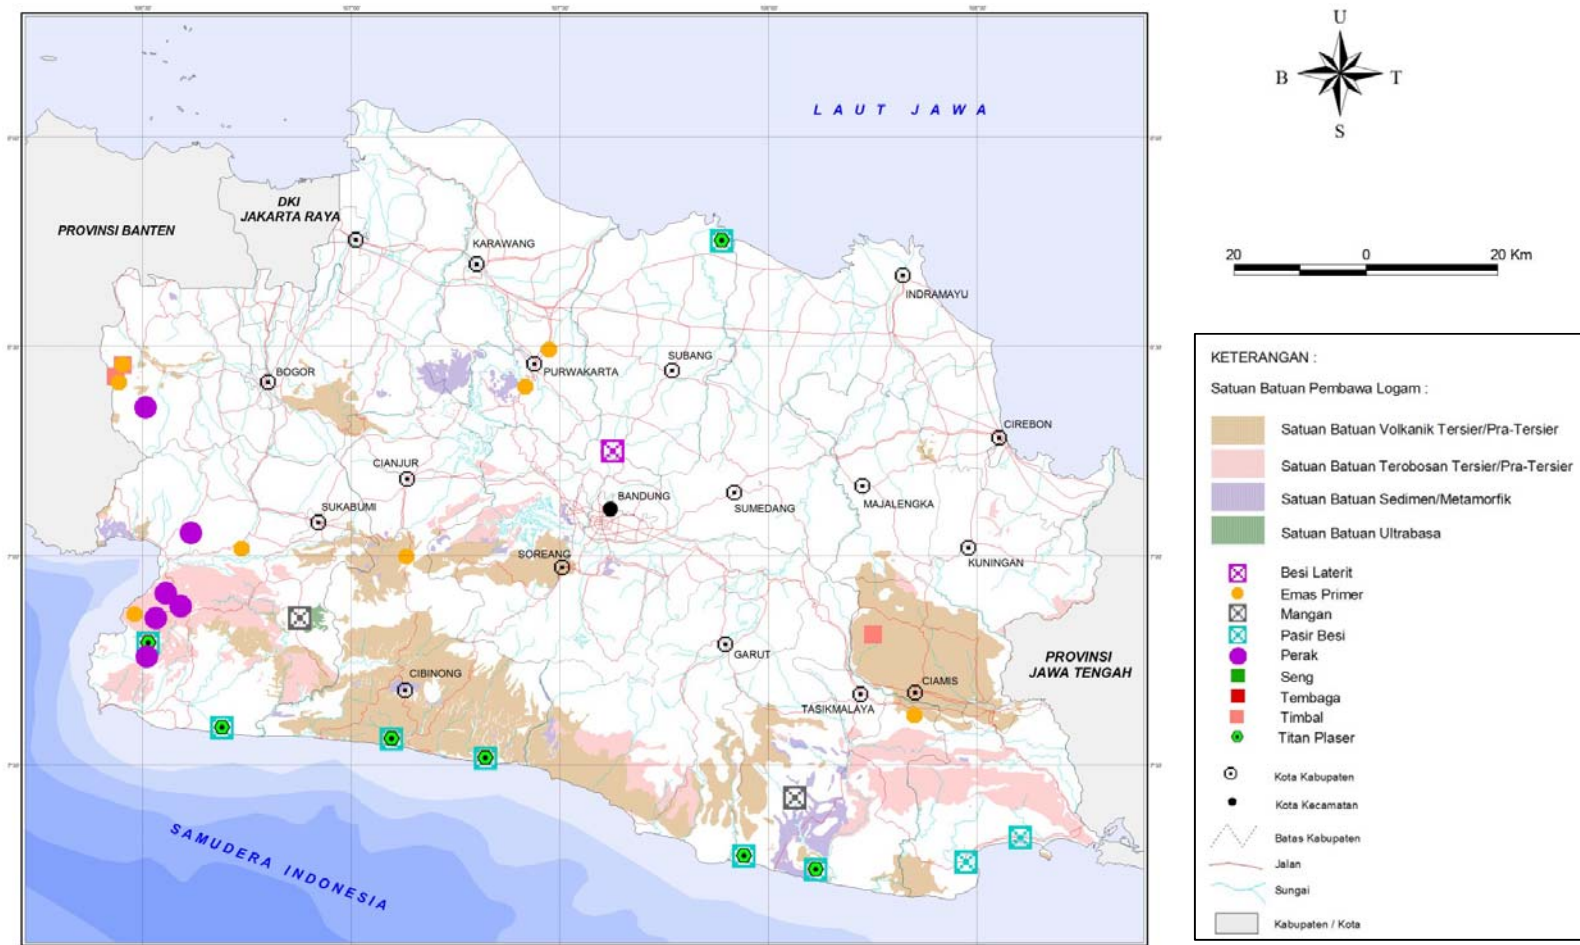 U
B
T
S
LAUT JAWA
DKI
JAKARTA RAYA
PROVINSI BANTEN
KARAWANG
20
0
20 Km
INDRAMAYU
PURWAKARTA
SUBANG
BOGOR
CIREBON
CIANJUR
BANDUNG
SUKABUMI
SUMEDANG
MAJALENGKA
SOREANG
KUNINGAN
GARUT
PROVINSI
JAWA TENGAH
CIBINONG
CIAMIS
TASIKMALAYA
SAMUDERA INDONESIA
KETERANGAN :
Satuan Batuan Pembawa Logam :
Satuan Batuan Volkanik Tersier/Pra-Tersier
Satuan Batuan Terobosan Tersier/Pra-Tersier
Satuan Batuan Sedimen/Metamorfik
Satuan Batuan Ultrabasa
Besi Laterit
Emas Primer
Mangan
Pasir Besi
Perak
Seng
Tembaga
Timbal
Titan Plaser
Kota Kabupaten
Kota Kecamatan
Batas Kabupaten
Jalan
Sungai
Kabupaten / Kota